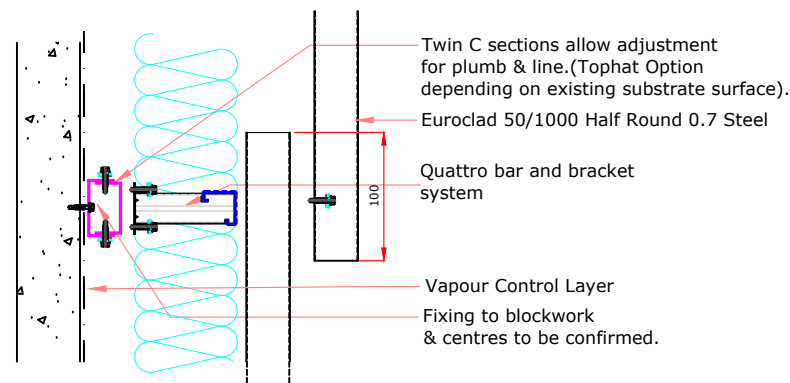 Twin C sections allow adjustment
for plumb & line.(Tophat Option
depending on existing substrate surface).
Euroclad 50/1000 Half Round 0.7 Steel
Quattro bar and bracket
system
100
Vapour Control Layer
Fixing to blockwork
& centres to be confirmed.